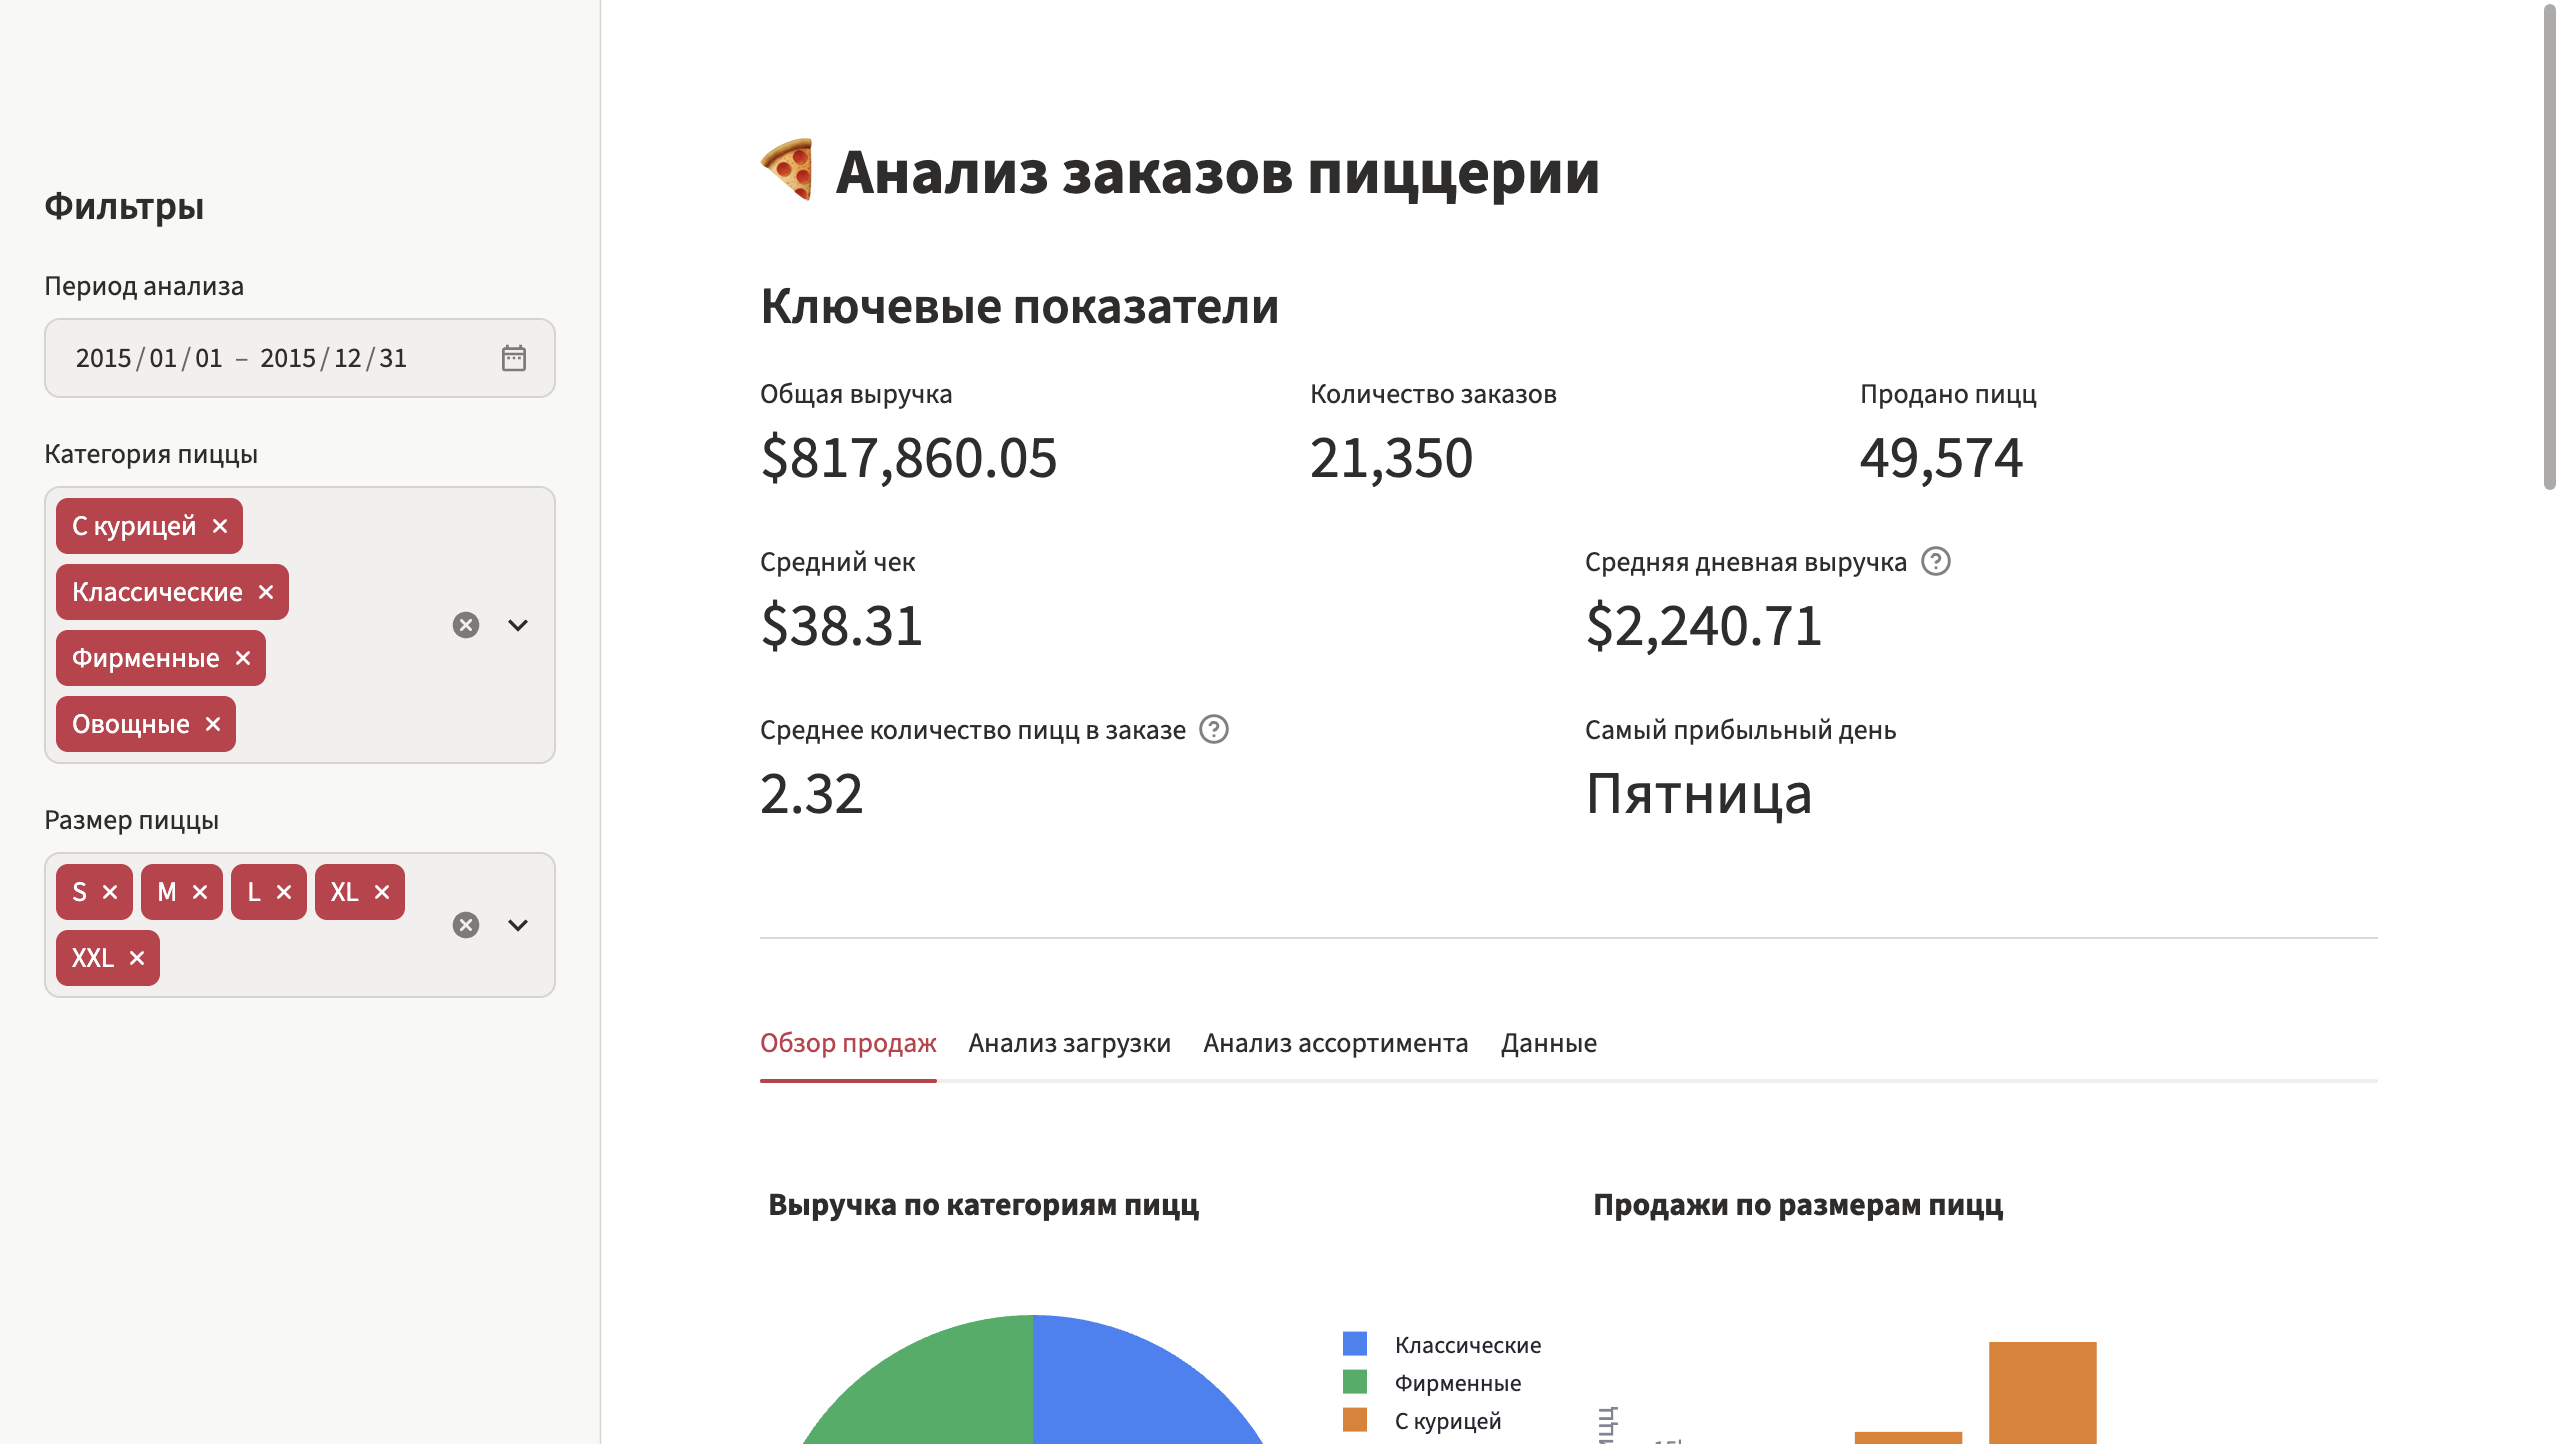 Фильтры
Период анализа
2015/01/01 – 2015/12/31
Категория пиццы
С курицей
Классические
Фирменные
Овощные
Размер пиццы
S M L XL
XXL
Анализ заказов пиццерии
Ключевые показатели
Общая выручка Количество заказов Продано пицц
$817,860.05 21,350 49,574
Средний чек Средняя дневная выручка
$38.31 $2,240.71
Среднее количество пицц в заказе Самый прибыльный день
2.32 Пятница
Обзор продаж Анализ загрузки Анализ ассортимента Данные
Выручка по категориям пицц Продажи по размерам пицц
Классические
Фирменные
С курицей